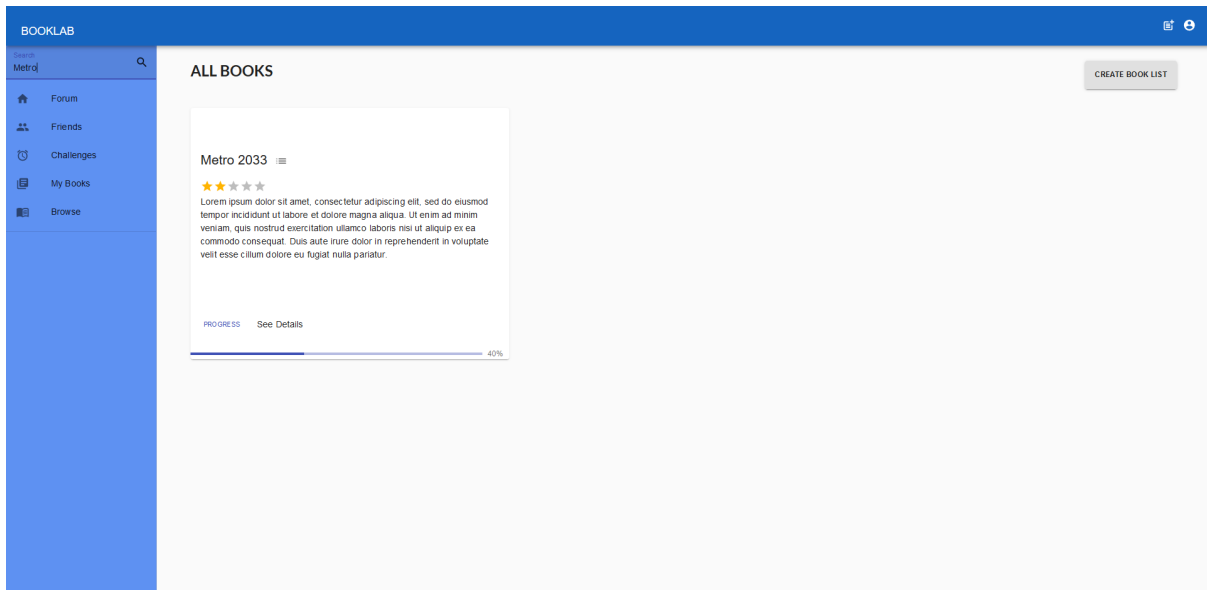 BOOKLAB
Search
Metro
Forum
Friends
Challenges
My Books
Browse
ALL BOOKS
CREATE BOOK LIST
Metro 2033
Lorem ipsum dolor sit amet, consectetur adipiscing elit, sed do eiusmod
tempor incididunt ut labore et dolore magna aliqua. Ut enim ad minim
veniam, quis nostrud exercitation ullamco laboris nisi ut aliquip ex ea
commodo consequat. Duis aute irure dolor in reprehenderit in voluptate
velit esse cillum dolore eu fugiat nulla pariatur.
PROGRESS See Details
40%